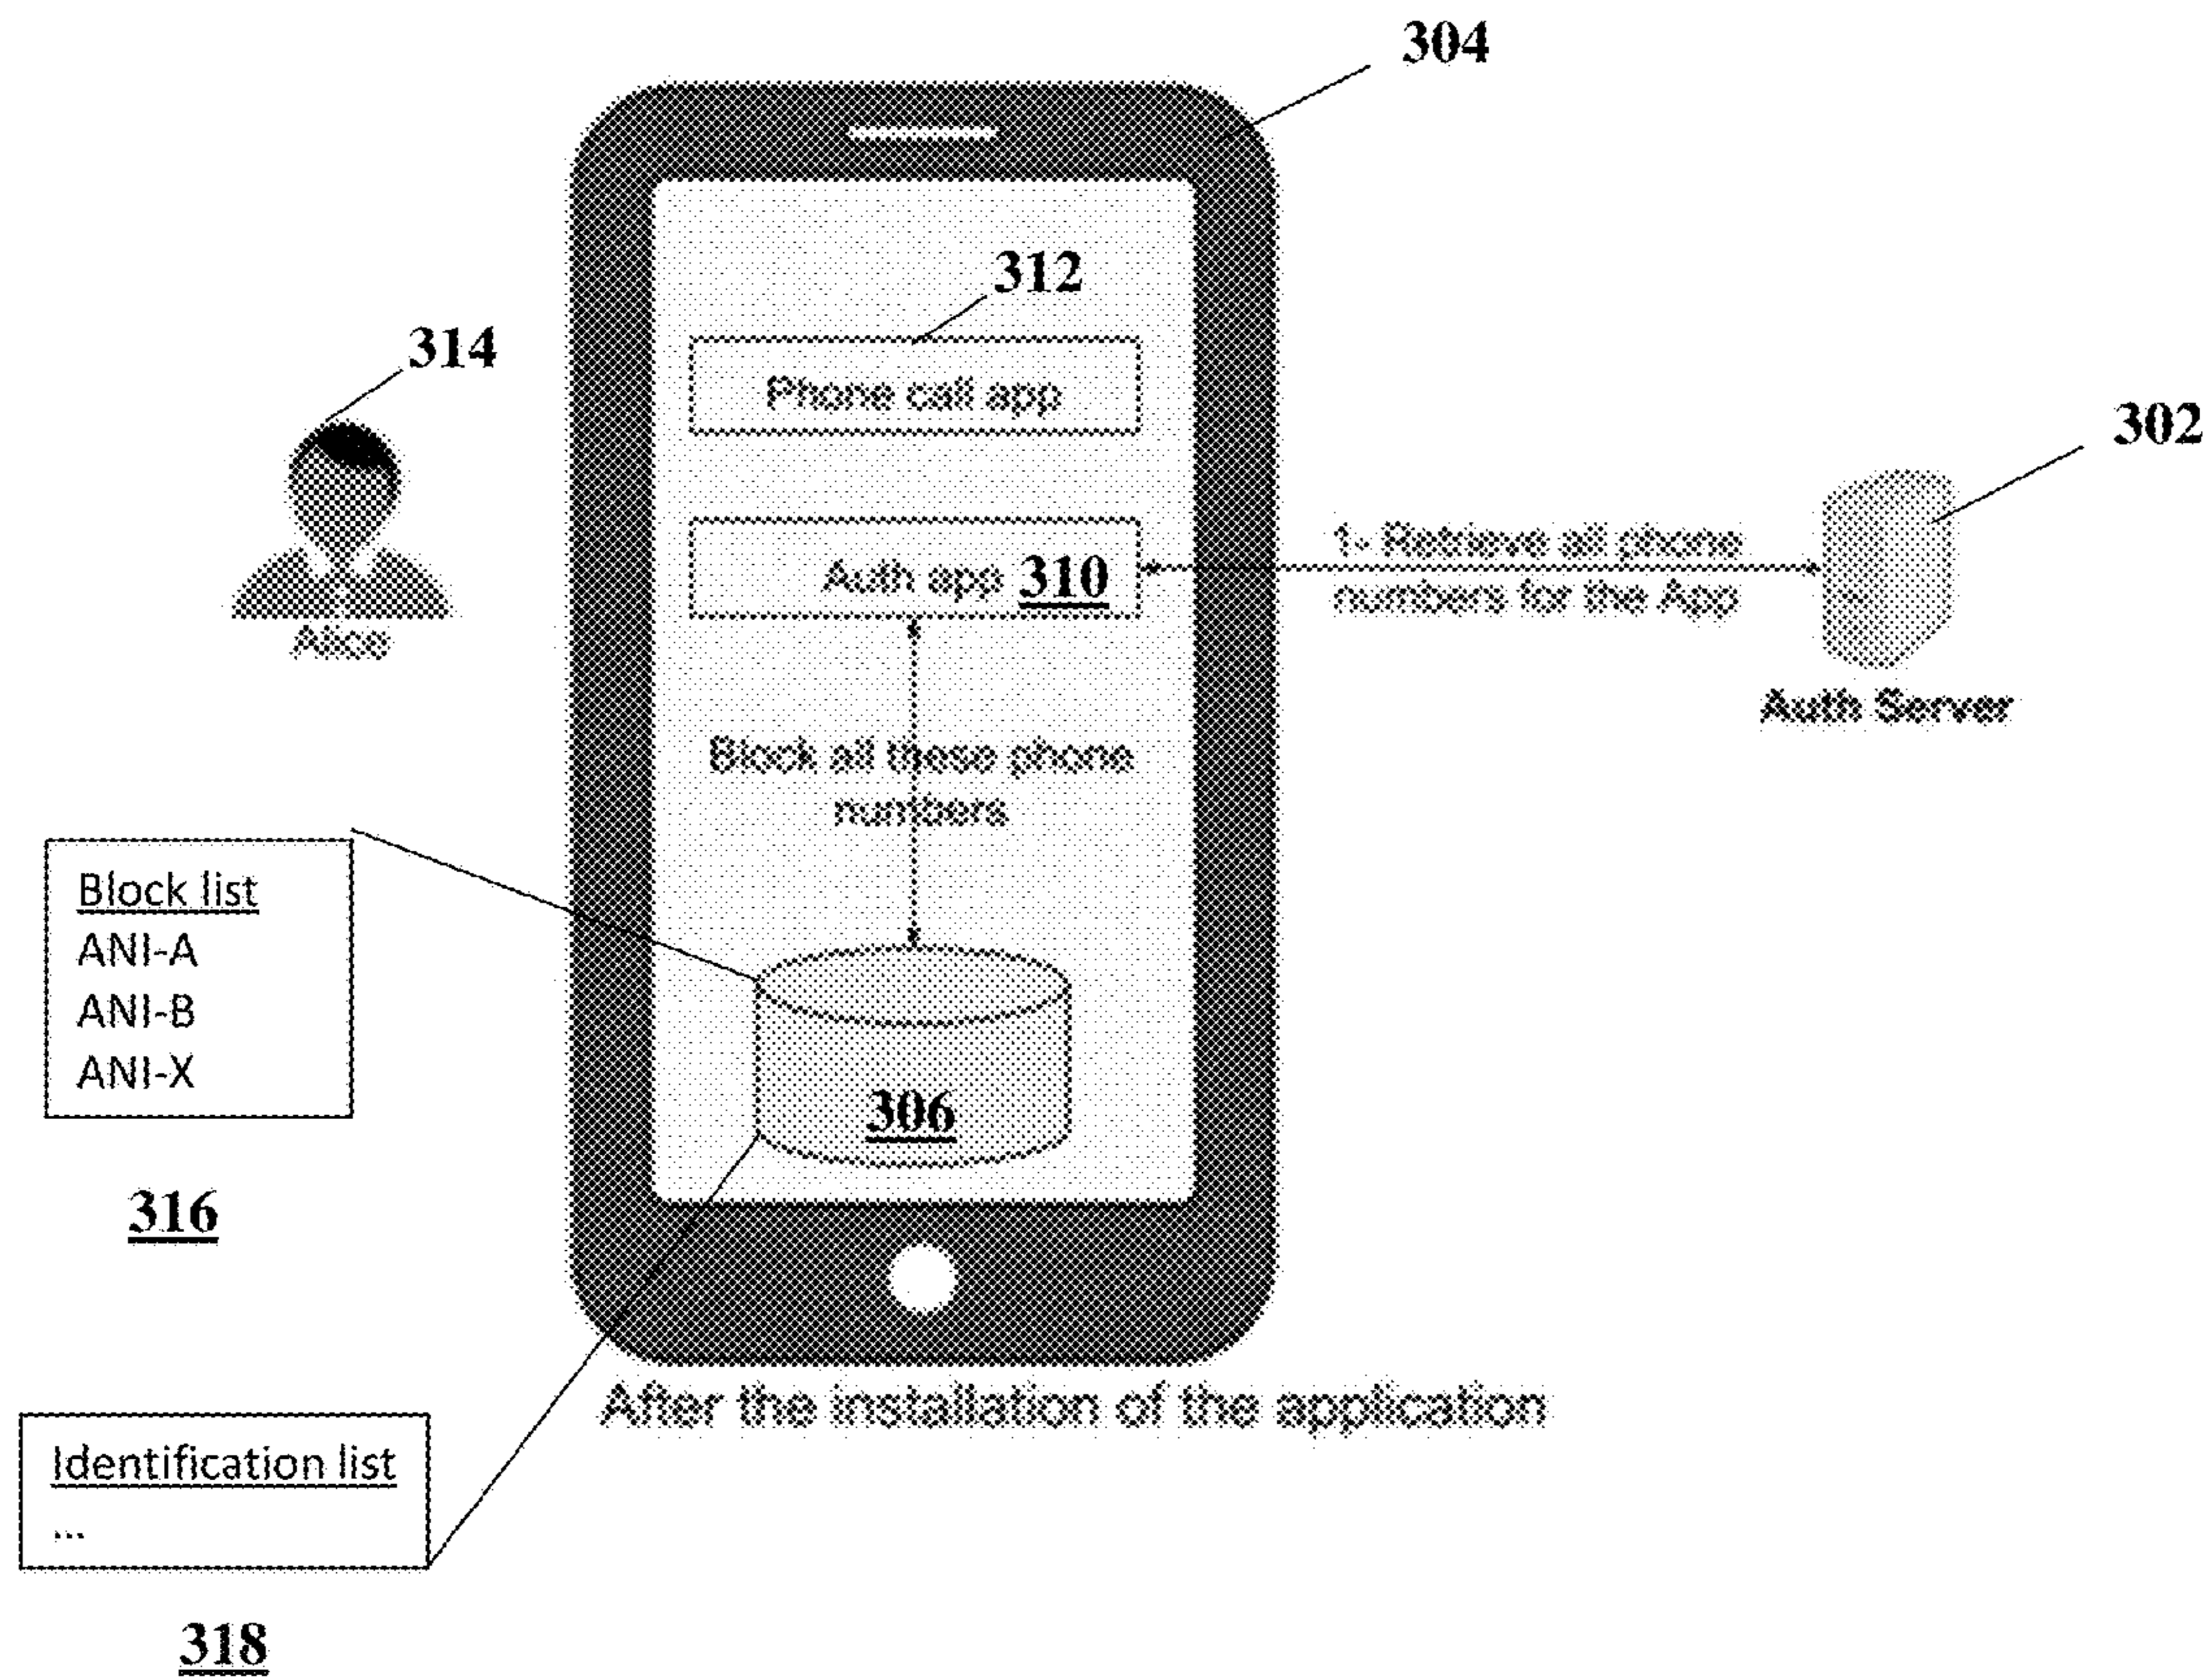 304
312
314
Phone call app
302
1- Retrieve all phone
numbers for the App
Auth app 310
Alice
Auth Server
Block all these phone
numbers
Block list
ANI-A
ANI-B
ANI-X
306
316
After the installation of the application
Identification list
...
318